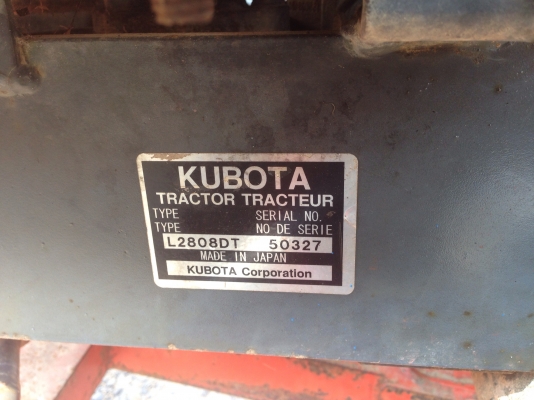 KUBOTA
TRACTOR TRACTEUR
TYPE SERIAL NO.
TYPE NO DE SERIE
L2808DT 50327
MADE IN JAPAN
KUBOTA Corporation